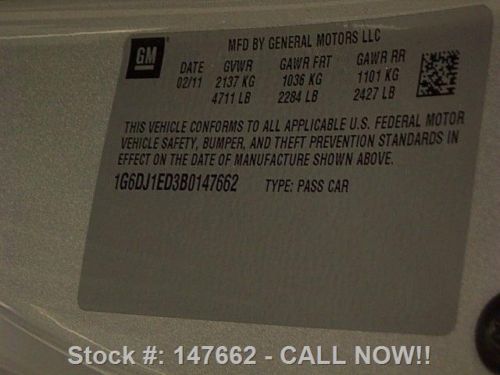 GM
MFD BY GENERAL MOTORS LLC
DATE GVWR GAWR FRT GAWR RR
02/11 2137 KG 1036 KG 1101 KG
4711 LB 2284 LB 2427 LB
THIS VEHICLE CONFORMS TO ALL APPLICABLE U.S. FEDERAL MOTOR
VEHICLE SAFETY, BUMPER, AND THEFT PREVENTION STANDARDS IN
EFFECT ON THE DATE OF MANUFACTURE SHOWN ABOVE.
1G6DJ1ED3B0147662 TYPE: PASS CAR
Stock #: 147662 - CALL NOW!!